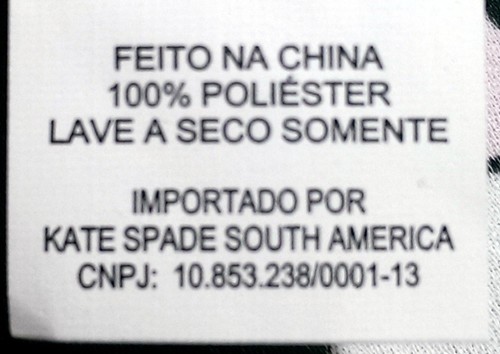 FEITO NA CHINA
100% POLIÉSTER
LAVE A SECO SOMENTE
IMPORTADO POR
KATE SPADE SOUTH AMERICA
CNPJ: 10.853.238/0001-13